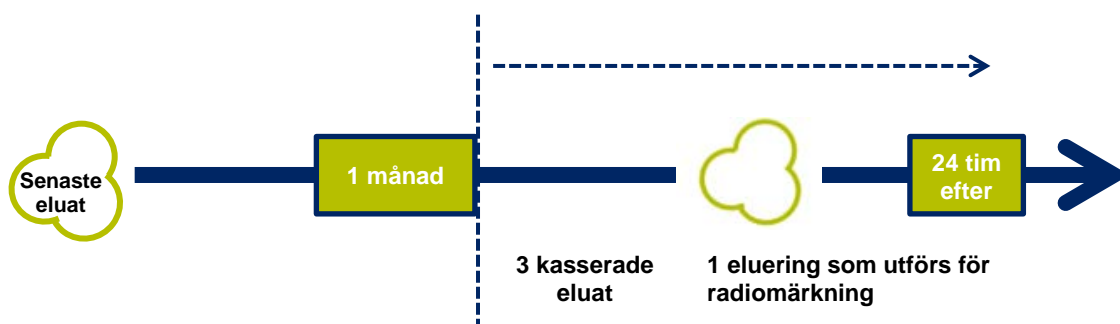 Senaste
eluat
1 månad
24 tim
efter
3 kasserade
eluat
1 eluering som utförs för
radiomärkning